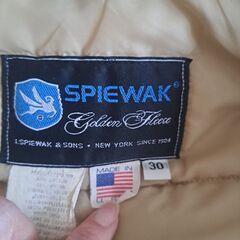 SPIEWAK®
Golden Fleece
I.SPIEWAK & SONS • NEW YORK SINCE 1904
MADE IN
30